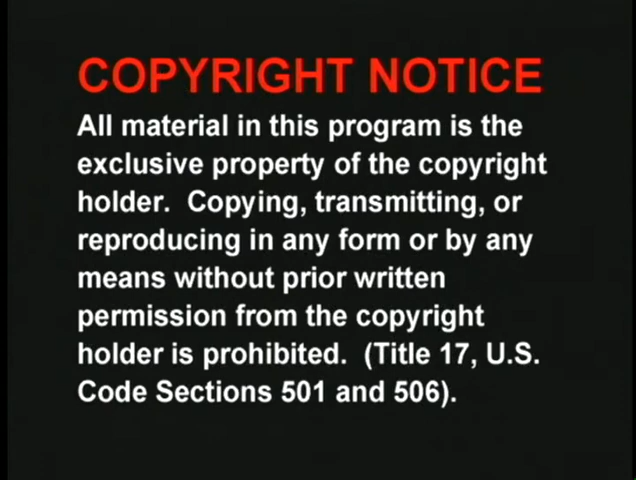 COPYRIGHT NOTICE
All material in this program is the
exclusive property of the copyright
holder.  Copying, transmitting, or
reproducing in any form or by any
means without prior written
permission from the copyright
holder is prohibited.  (Title 17, U.S.
Code Sections 501 and 506).